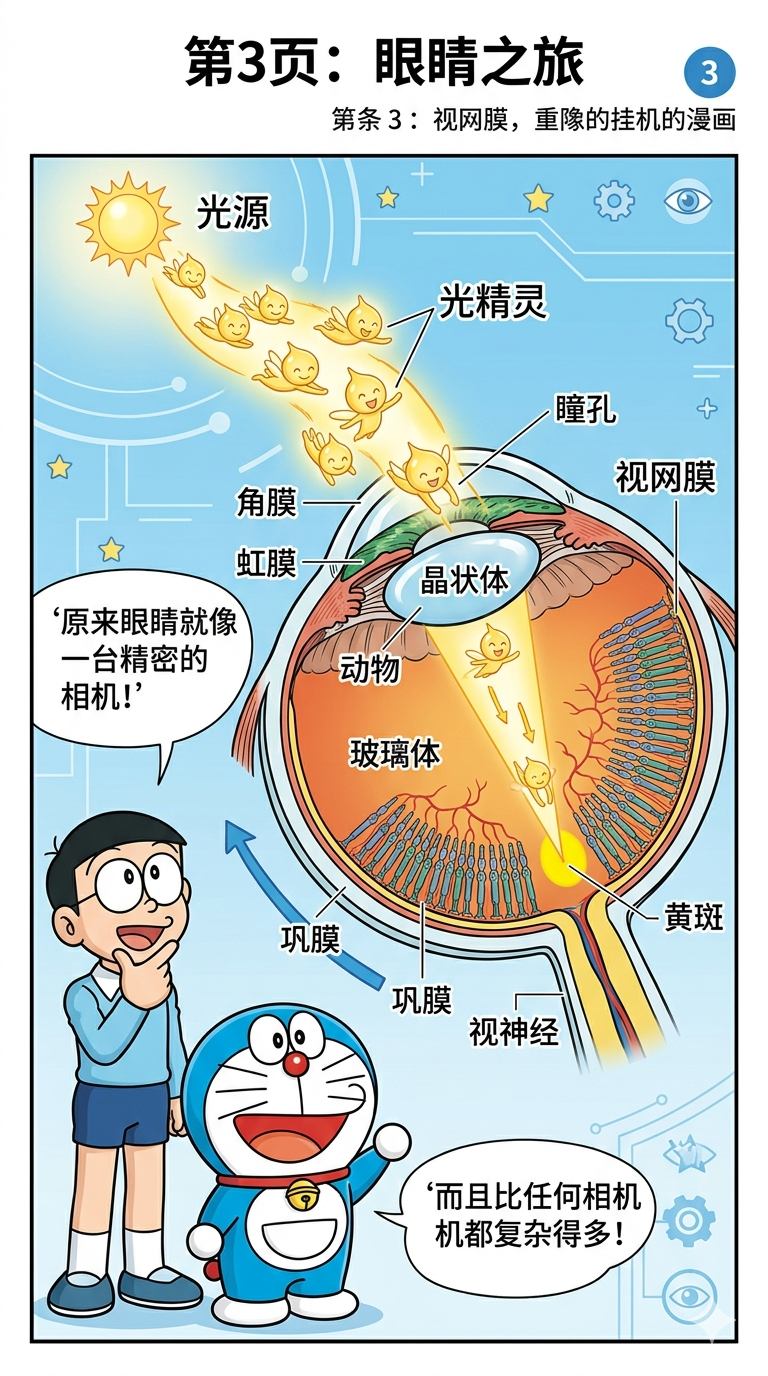 第3页：眼睛之旅
3
第条 3：视网膜，重隊的挂机的漫画
光源
光精灵
瞳孔
视网膜
角膜
虹膜
晶状体
动物
‘原来眼睛就像
一台精密的
相机！’
玻璃体
黄斑
巩膜
巩膜
视神经
‘而且比任何相机
机都复杂得多！